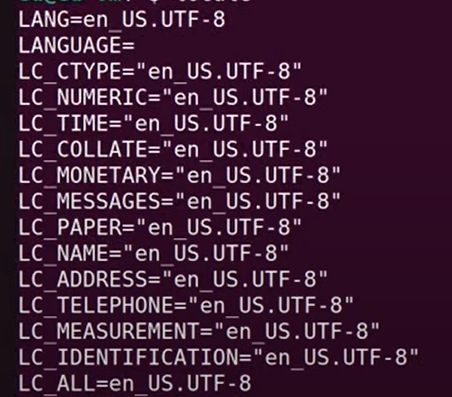 LANG=en_US.UTF-8
LANGUAGE=
LC_CTYPE="en_US.UTF-8"
LC_NUMERIC="en_US.UTF-8"
LC_TIME="en_US.UTF-8"
LC_COLLATE="en_US.UTF-8"
LC_MONETARY="en_US.UTF-8"
LC_MESSAGES="en_US.UTF-8"
LC_PAPER="en_US.UTF-8"
LC_NAME="en_US.UTF-8"
LC_ADDRESS="en_US.UTF-8"
LC_TELEPHONE="en_US.UTF-8"
LC_MEASUREMENT="en_US.UTF-8"
LC_IDENTIFICATION="en_US.UTF-8"
LC_ALL=en_US.UTF-8